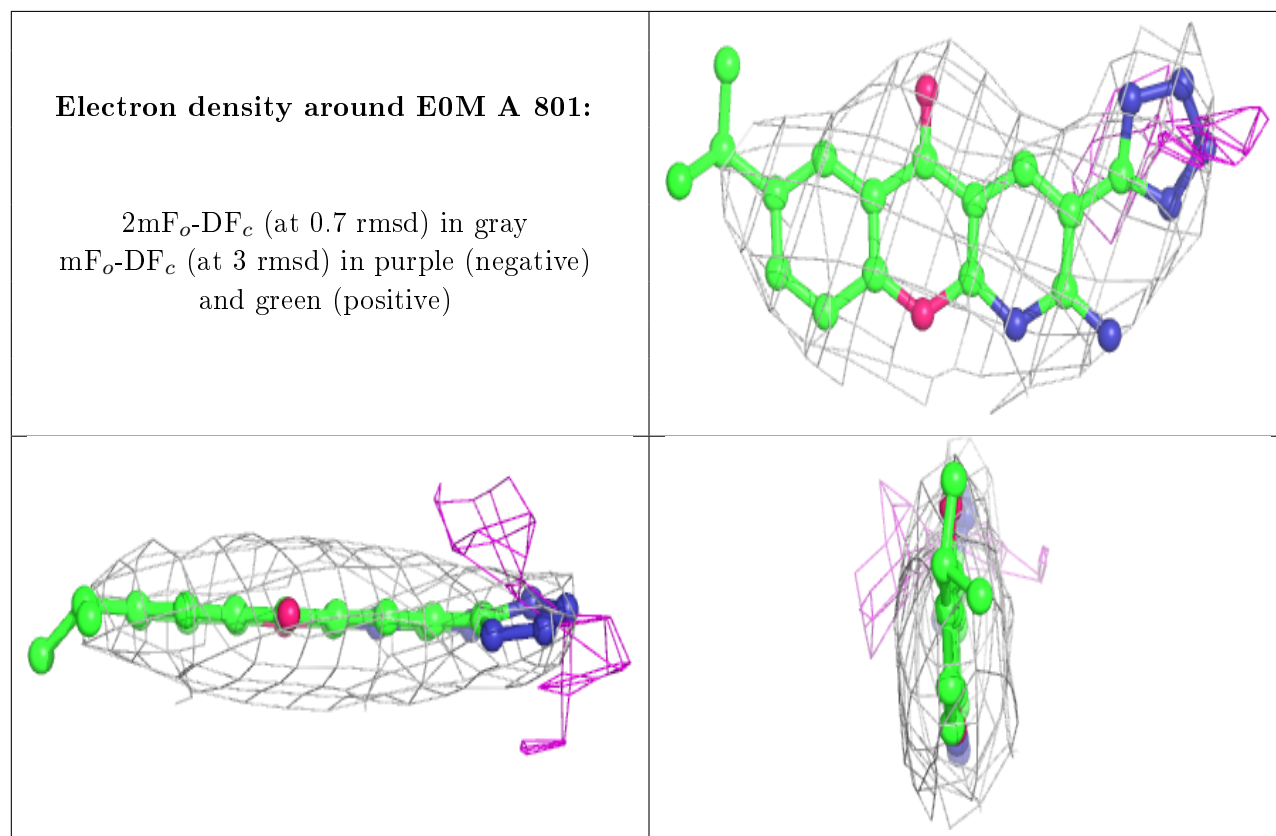 Electron density around E0M A 801:
2mFo-DFc (at 0.7 rmsd) in gray
mFo-DFc (at 3 rmsd) in purple (negative)
and green (positive)